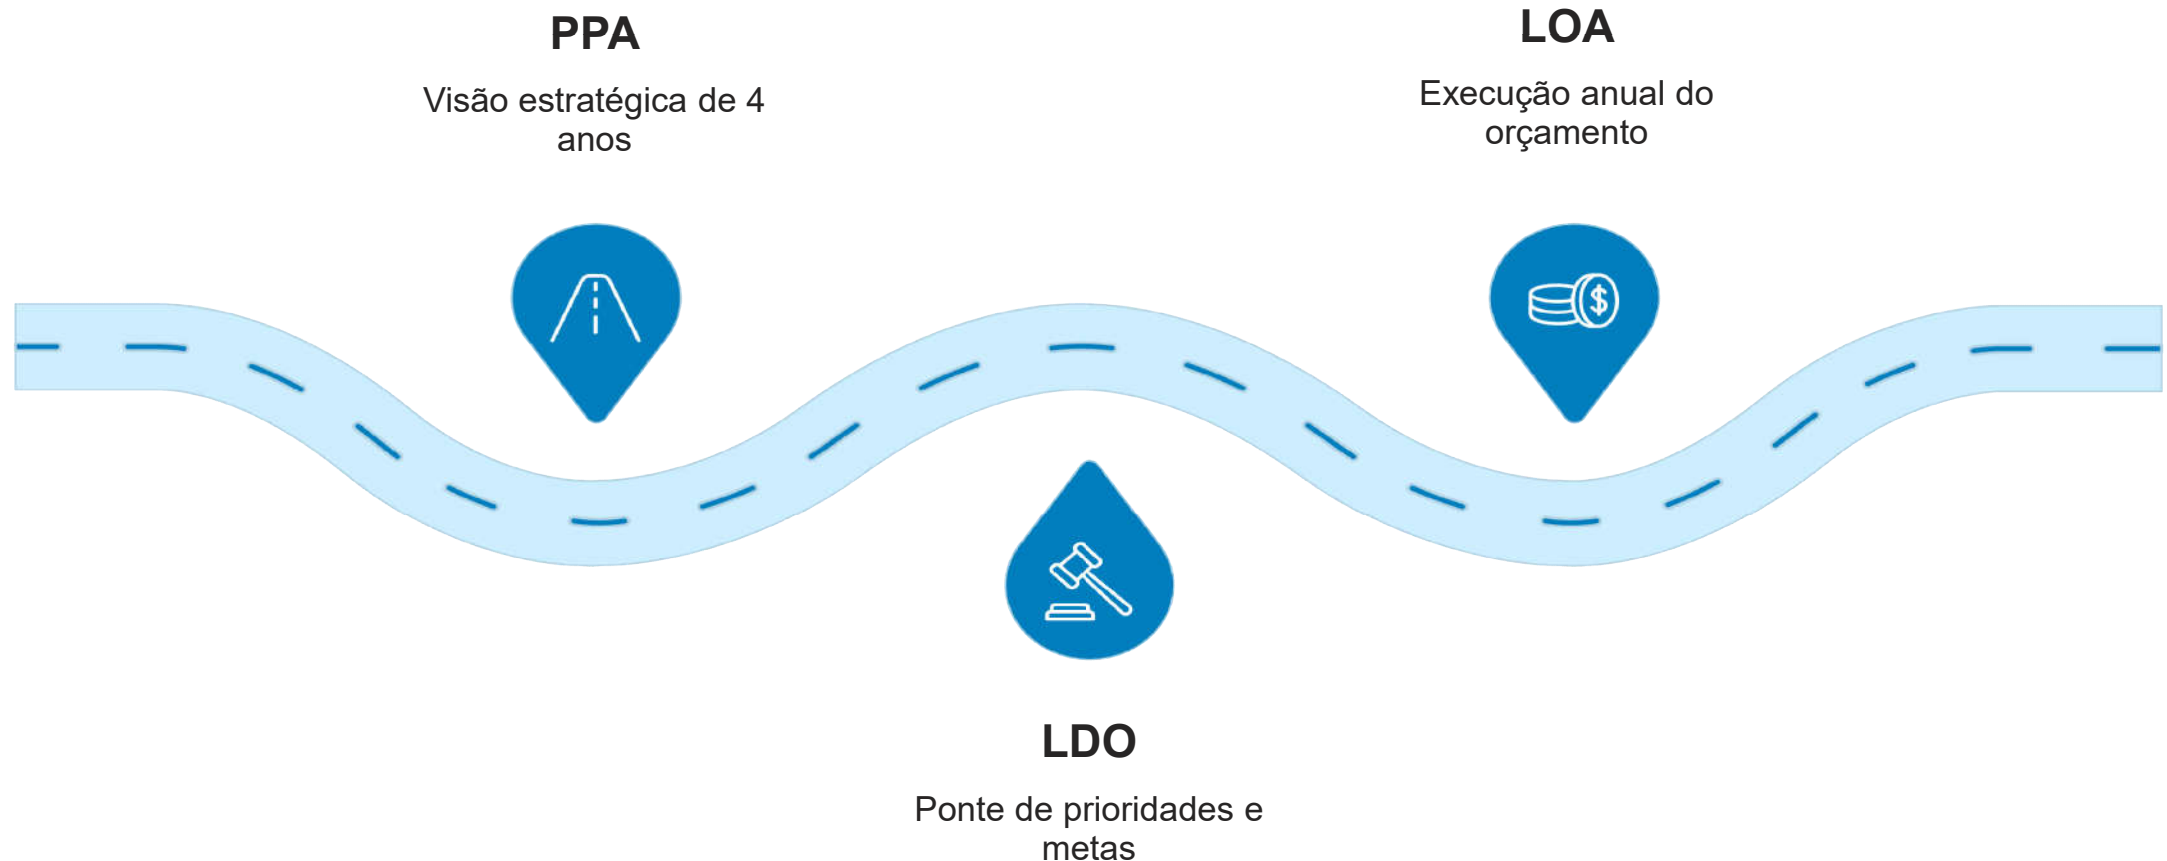 PPA
Visão estratégica de 4
anos
LOA
Execução anual do
orçamento
$
LDO
Ponte de prioridades e
metas